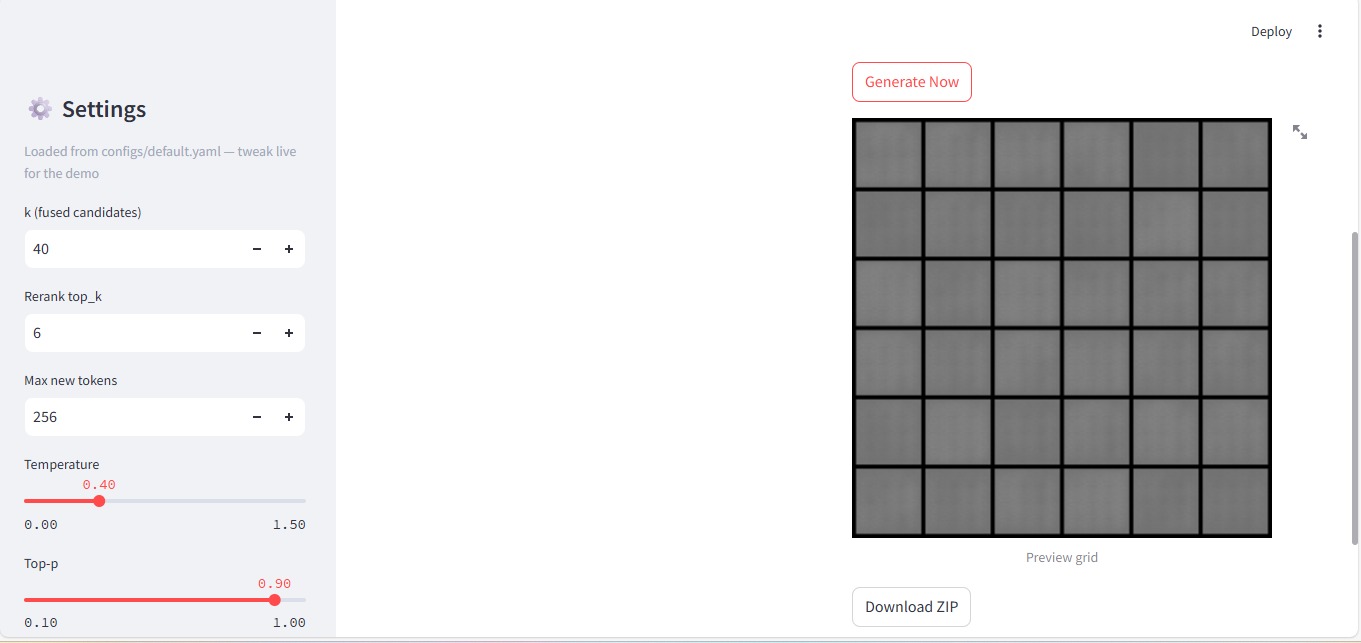 Deploy
Settings
Loaded from configs/default.yaml — tweak live
for the demo
k (fused candidates)
40
Rerank top_k
6
Max new tokens
256
Temperature
0.40
0.00 1.50
Top-p
0.90
0.10 1.00
Generate Now
Preview grid
Download ZIP